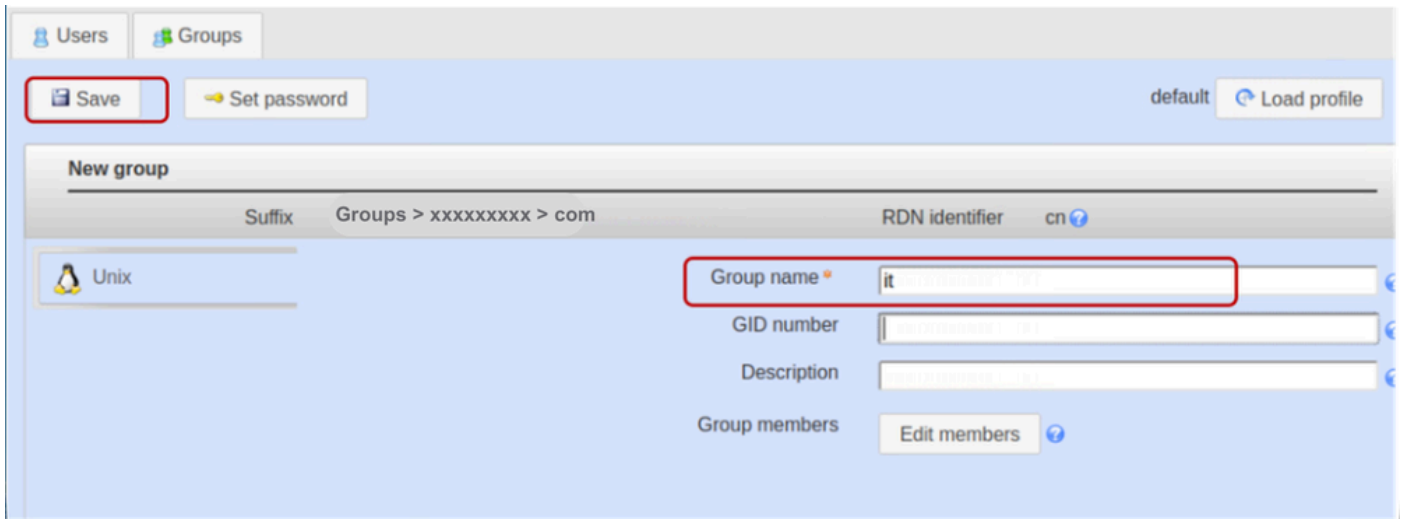 Users Groups
Save Set password default Load profile
New group
Suffix Groups > xxxxxxxxx > com RDN identifier cn
Unix Group name * it
GID number
Description
Group members Edit members